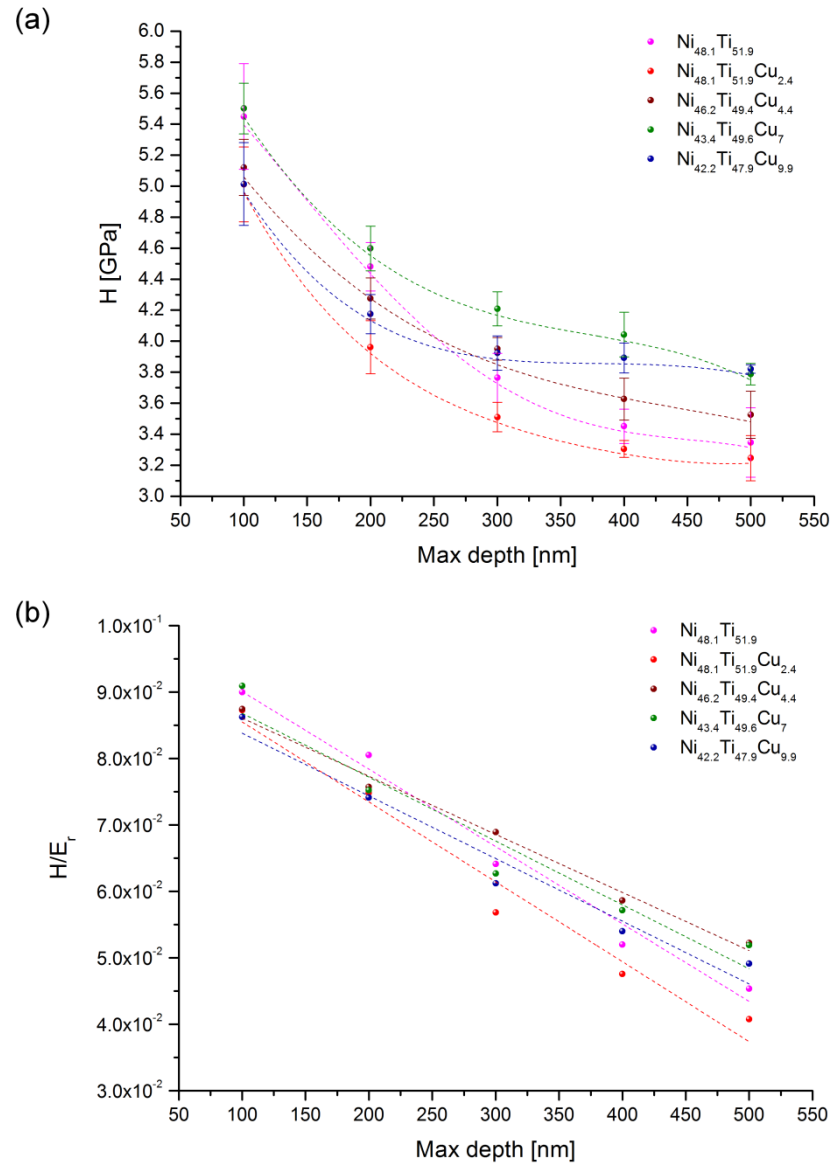 (a)
6.0
5.8
5.6
5.4
5.2
5.0
4.8
4.6
4.4
4.2
4.0
3.8
3.6
3.4
3.2
3.0
H [GPa]
50 100 150 200 250 300 350 400 450 500 550
Max depth [nm]
Ni48.1Ti51.9
Ni48.1Ti51.9Cu2.4
Ni46.2Ti49.4Cu4.4
Ni43.4Ti49.6Cu7
Ni42.2Ti47.9Cu9.9
(b)
1.0x10-1
9.0x10-2
8.0x10-2
7.0x10-2
6.0x10-2
5.0x10-2
4.0x10-2
3.0x10-2
H/Er
50 100 150 200 250 300 350 400 450 500 550
Max depth [nm]
Ni48.1Ti51.9
Ni48.1Ti51.9Cu2.4
Ni46.2Ti49.4Cu4.4
Ni43.4Ti49.6Cu7
Ni42.2Ti47.9Cu9.9